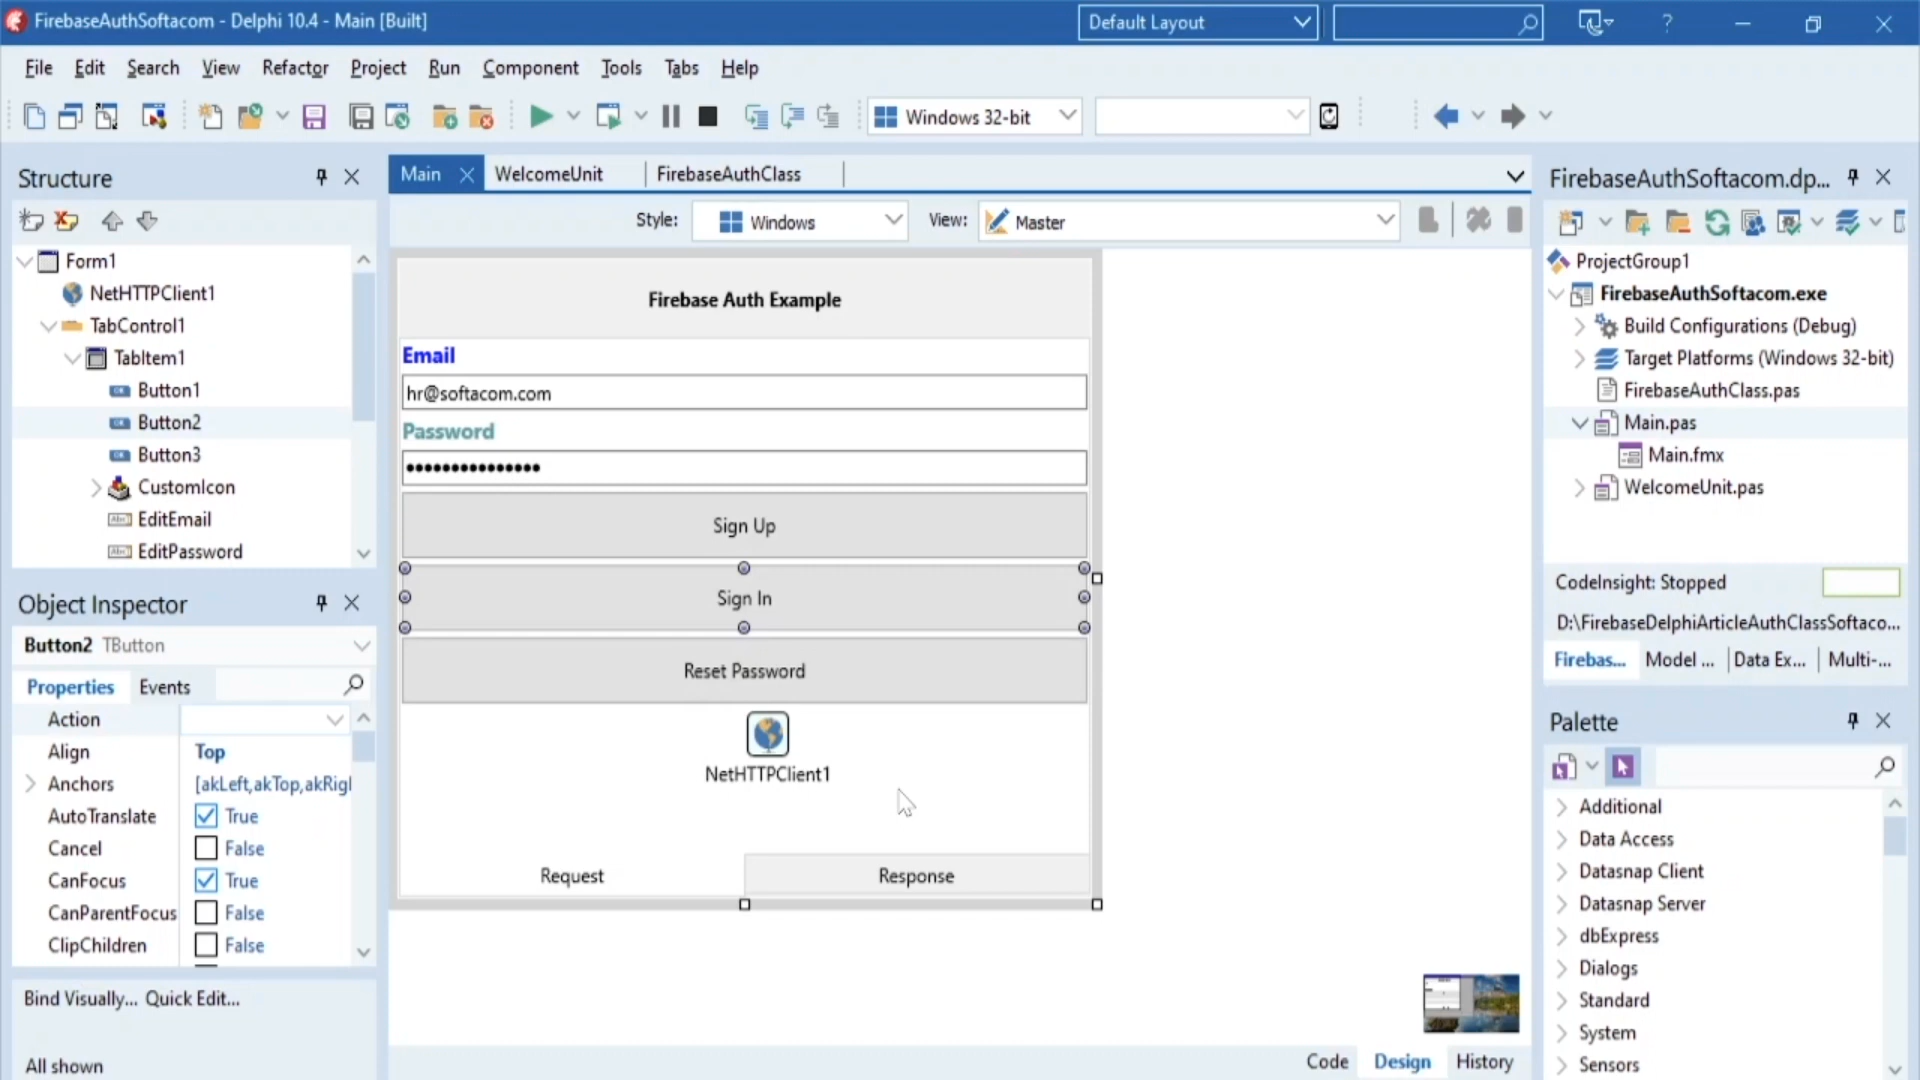 FirebaseAuthSoftacom - Delphi 10.4 - Main [Built]
Default Layout
?
File Edit Search View Refactor Project Run Component Tools Tabs Help
Windows 32-bit
Structure
Form1
NetHTTPClient1
TabControl1
TabItem1
Button1
Button2
Button3
CustomIcon
EditEmail
EditPassword
Object Inspector
Button2 TButton
Properties Events
Action
Align Top
Anchors [akLeft,akTop,akRigl
AutoTranslate True
Cancel False
CanFocus True
CanParentFocus False
ClipChildren False
Bind Visually... Quick Edit...
All shown
Main WelcomeUnit FirebaseAuthClass
Style: Windows View: Master
Firebase Auth Example
Email
hr@softacom.com
Password
•••••••••••••••
Sign Up
Sign In
Reset Password
NetHTTPClient1
Request Response
Code Design History
FirebaseAuthSoftacom.dp...
ProjectGroup1
FirebaseAuthSoftacom.exe
Build Configurations (Debug)
Target Platforms (Windows 32-bit)
FirebaseAuthClass.pas
Main.pas
Main.fmx
WelcomeUnit.pas
CodeInsight: Stopped
D:\FirebaseDelphiArticleAuthClassSoftaco...
Firebas... Model ... Data Ex... Multi-...
Palette
Additional
Data Access
Datasnap Client
Datasnap Server
dbExpress
Dialogs
Standard
System
Sensors